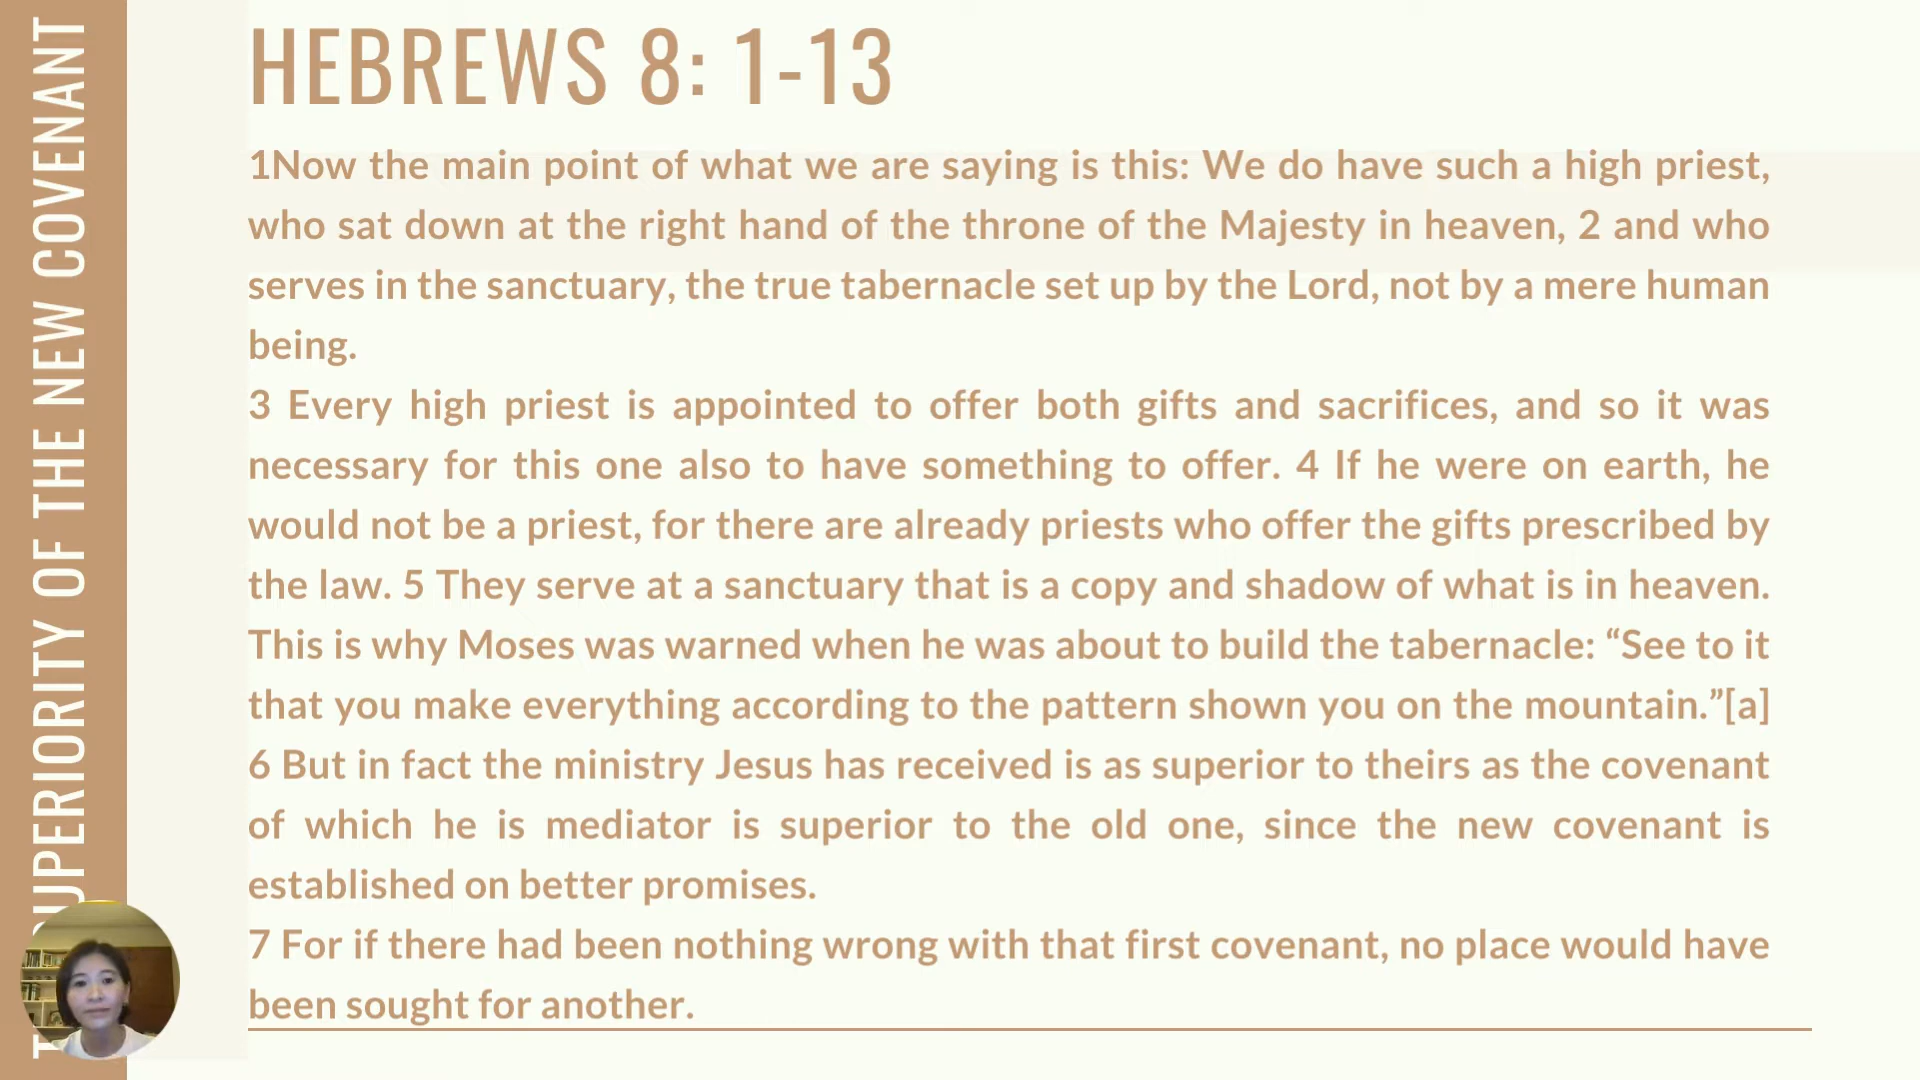 HEBREWS 8: 1-13
1Now the main point of what we are saying is this: We do have such a high priest,
who sat down at the right hand of the throne of the Majesty in heaven, 2 and who
serves in the sanctuary, the true tabernacle set up by the Lord, not by a mere human
being.
3 Every high priest is appointed to offer both gifts and sacrifices, and so it was
necessary for this one also to have something to offer. 4 If he were on earth, he
would not be a priest, for there are already priests who offer the gifts prescribed by
the law. 5 They serve at a sanctuary that is a copy and shadow of what is in heaven.
This is why Moses was warned when he was about to build the tabernacle: “See to it
that you make everything according to the pattern shown you on the mountain.”[a]
6 But in fact the ministry Jesus has received is as superior to theirs as the covenant
of which he is mediator is superior to the old one, since the new covenant is
established on better promises.
7 For if there had been nothing wrong with that first covenant, no place would have
been sought for another.
UPERIORITY OF THE NEW COVENANT